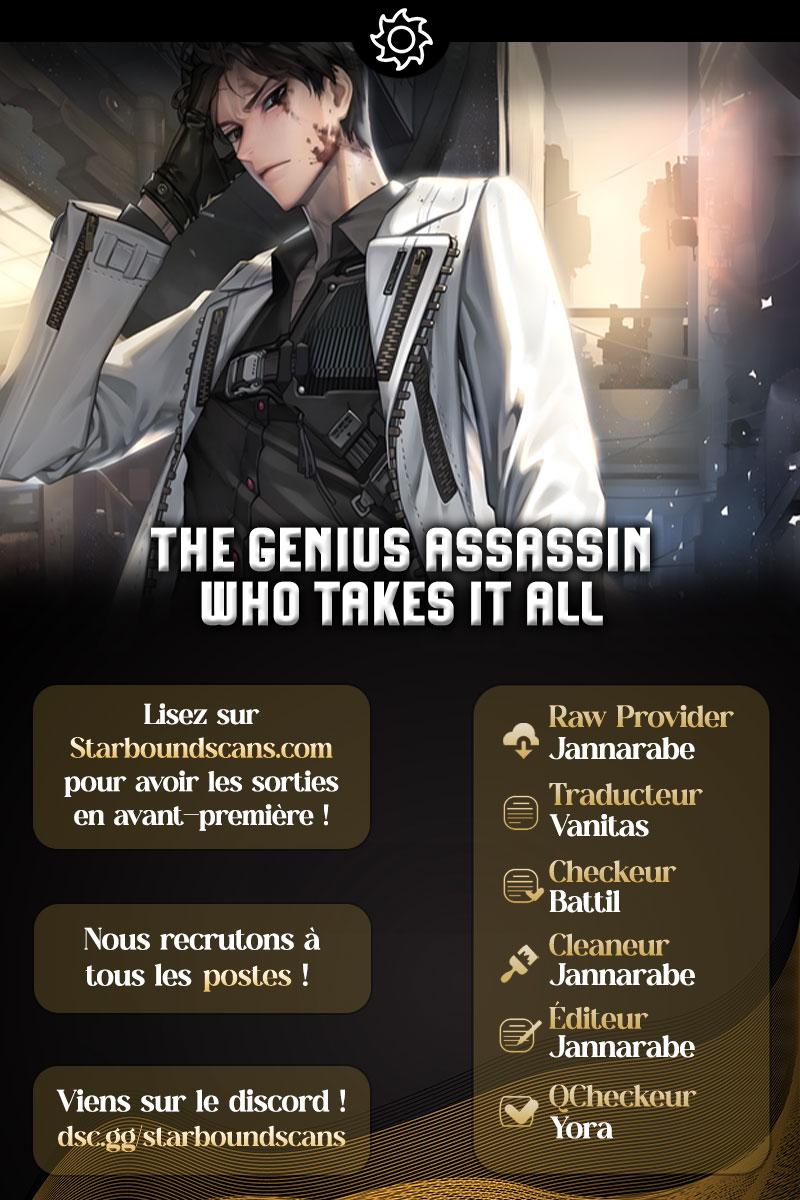 THE GENIUS ASSASSIN
WHO TAKES IT ALL
Lisez sur
Starboundscans.com
pour avoir les sorties
en avant-première !
Nous recrutons à
tous les postes !
Viens sur le discord !
dsc.gg/starboundscans
Raw Provider
Jannarabe
Traducteur
Vanitas
Checkeur
Battil
Cleaneur
Jannarabe
Éditeur
Jannarabe
QCheckeur
Yora